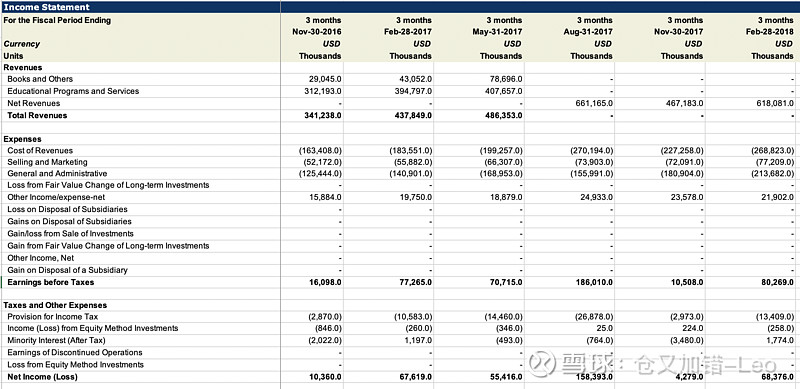 Income Statement
For the Fiscal Period Ending 3 months 3 months 3 months 3 months 3 months 3 months
Nov-30-2016 Feb-28-2017 May-31-2017 Aug-31-2017 Nov-30-2017 Feb-28-2018
Currency USD USD USD USD USD USD
Units Thousands Thousands Thousands Thousands Thousands Thousands
Revenues
Books and Others 29,045.0 43,052.0 78,696.0 - - -
Educational Programs and Services 312,193.0 394,797.0 407,657.0 - - -
Net Revenues - - - 661,165.0 467,183.0 618,081.0
Total Revenues 341,238.0 437,849.0 486,353.0 - - -
Expenses
Cost of Revenues (163,408.0) (183,551.0) (199,257.0) (270,194.0) (227,258.0) (268,823.0)
Selling and Marketing (52,172.0) (55,882.0) (66,307.0) (73,903.0) (72,091.0) (77,209.0)
General and Administrative (125,444.0) (140,901.0) (168,953.0) (155,991.0) (180,904.0) (213,682.0)
Loss from Fair Value Change of Long-term Investments - - - - - -
Other Income/expense-net 15,884.0 19,750.0 18,879.0 24,933.0 23,578.0 21,902.0
Loss on Disposal of Subsidiaries - - - - - -
Gains on Disposal of Subsidiaries - - - - - -
Gain/loss from Sale of Investments - - - - - -
Gain from Fair Value Change of Long-term Investments - - - - - -
Other Income, Net - - - - - -
Gain on Disposal of a Subsidiary - - - - - -
Earnings before Taxes 16,098.0 77,265.0 70,715.0 186,010.0 10,508.0 80,269.0
Taxes and Other Expenses
Provision for Income Tax (2,870.0) (10,583.0) (14,460.0) (26,878.0) (2,973.0) (13,409.0)
Income (Loss) from Equity Method Investments (846.0) (260.0) (346.0) 25.0 224.0 (258.0)
Minority Interest (After Tax) (2,022.0) 1,197.0 (493.0) (764.0) (3,480.0) 1,774.0
Earnings of Discontinued Operations - - - - - -
Loss from Equity Method Investments - - - - - -
Net Income (Loss) 10,360.0 67,619.0 55,416.0 158,393.0 4,279.0 68,376.0
雪球：仓又加错-Leo